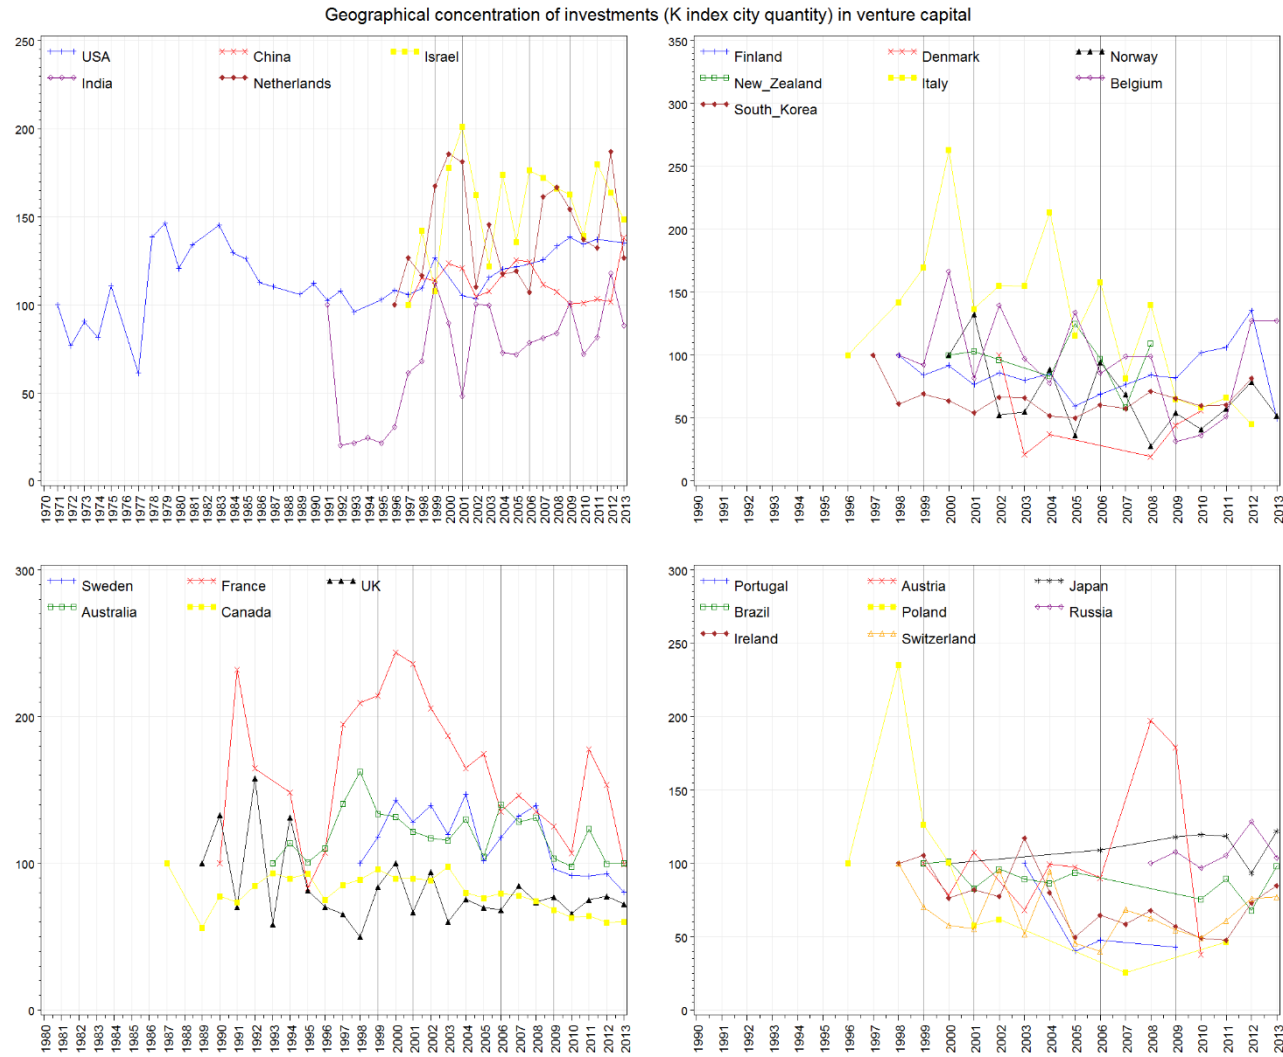 Geographical concentration of investments (K index city quantity) in venture capital
USA China Israel
India Netherlands
250
200
150
100
50
0
1970 1971 1972 1973 1974 1975 1976 1977 1978 1979 1980 1981 1982 1983 1984 1985 1986 1987 1988 1989 1990 1991 1992 1993 1994 1995 1996 1997 1998 1999 2000 2001 2002 2003 2004 2005 2006 2007 2008 2009 2010 2011 2012 2013
Finland Denmark Norway
New_Zealand Italy Belgium
South_Korea
350
300
250
200
150
100
50
0
1990 1991 1992 1993 1994 1995 1996 1997 1998 1999 2000 2001 2002 2003 2004 2005 2006 2007 2008 2009 2010 2011 2012 2013
Sweden France UK
Australia Canada
300
200
100
0
1980 1981 1982 1983 1984 1985 1986 1987 1988 1989 1990 1991 1992 1993 1994 1995 1996 1997 1998 1999 2000 2001 2002 2003 2004 2005 2006 2007 2008 2009 2010 2011 2012 2013
Portugal Austria Japan
Brazil Poland Russia
Ireland Switzerland
300
250
200
150
100
50
0
1990 1991 1992 1993 1994 1995 1996 1997 1998 1999 2000 2001 2002 2003 2004 2005 2006 2007 2008 2009 2010 2011 2012 2013